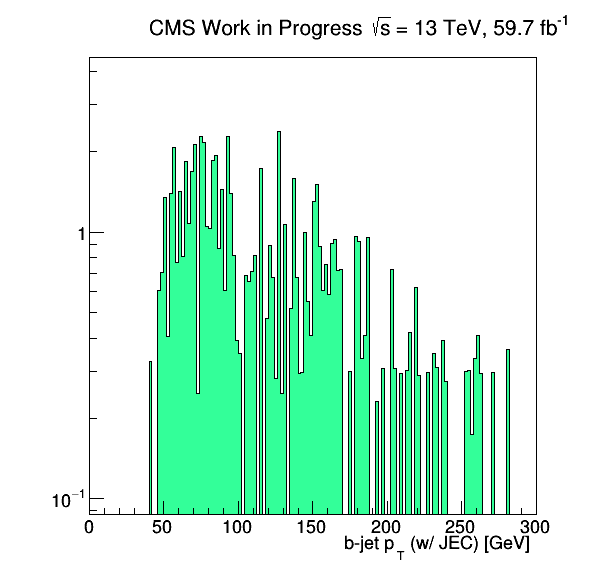 CMS Work in Progress √s = 13 TeV, 59.7 fb⁻¹
1
10⁻¹
0 50 100 150 200 250 300
b-jet p_T (w/ JEC) [GeV]